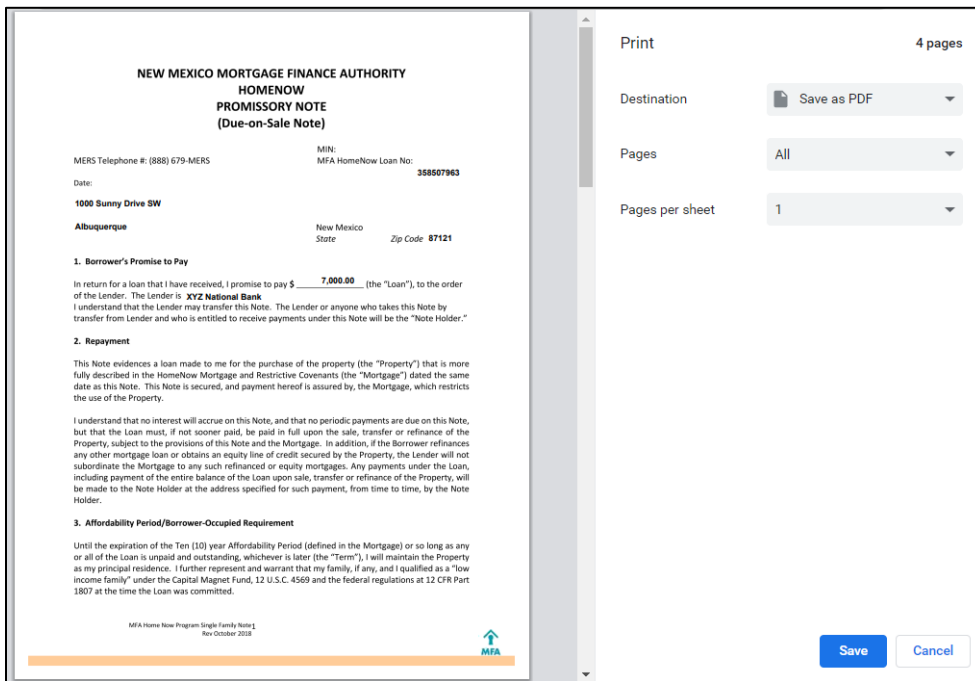 NEW MEXICO MORTGAGE FINANCE AUTHORITY
HOMENOW
PROMISSORY NOTE
(Due-on-Sale Note)
MIN:
MERS Telephone #: (888) 679-MERS MFA HomeNow Loan No:
358507963
Date:
1000 Sunny Drive SW
Albuquerque New Mexico
State Zip Code 87121
1. Borrower's Promise to Pay
In return for a loan that I have received, I promise to pay $ 7,000.00 (the "Loan"), to the order
of the Lender. The Lender is XYZ National Bank
I understand that the Lender may transfer this Note. The Lender or anyone who takes this Note by
transfer from Lender and who is entitled to receive payments under this Note will be the "Note Holder."
2. Repayment
This Note evidences a loan made to me for the purchase of the property (the "Property") that is more
fully described in the HomeNow Mortgage and Restrictive Covenants (the "Mortgage") dated the same
date as this Note. This Note is secured, and payment hereof is assured by, the Mortgage, which restricts
the use of the Property.
I understand that no interest will accrue on this Note, and that no periodic payments are due on this Note,
but that the Loan must, if not sooner paid, be paid in full upon the sale, transfer or refinance of the
Property, subject to the provisions of this Note and the Mortgage. In addition, if the Borrower refinances
any other mortgage loan or obtains an equity line of credit secured by the Property, the Lender will not
subordinate the Mortgage to any such refinanced or equity mortgages. Any payments under the Loan,
including payment of the entire balance of the Loan upon sale, transfer or refinance of the Property, will
be made to the Note Holder at the address specified for such payment, from time to time, by the Note
Holder.
3. Affordability Period/Borrower-Occupied Requirement
Until the expiration of the Ten (10) year Affordability Period (defined in the Mortgage) or so long as any
or all of the Loan is unpaid and outstanding, whichever is later (the "Term"), I will maintain the Property
as my principal residence. I further represent and warrant that my family, if any, and I qualified as a "low
income family" under the Capital Magnet Fund, 12 U.S.C. 4569 and the federal regulations at 12 CFR Part
1807 at the time the Loan was committed.
MFA Home Now Program Single Family Note1
Rev October 2018
MFA
Print 4 pages
Destination Save as PDF
Pages All
Pages per sheet 1
Save Cancel